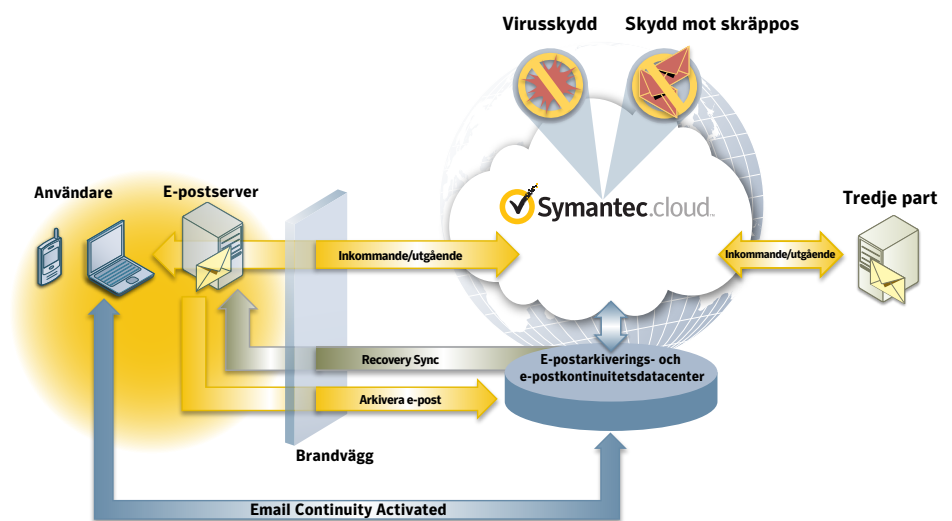 Virusskydd
Skydd mot skräppos
Användare
E-postserver
Symantec.cloud™
Tredje part
Inkommande/utgående
Inkommande/utgående
Recovery Sync
E-postarkiverings- och
e-postkontinuitetsdatacenter
Arkivera e-post
Brandvägg
Email Continuity Activated